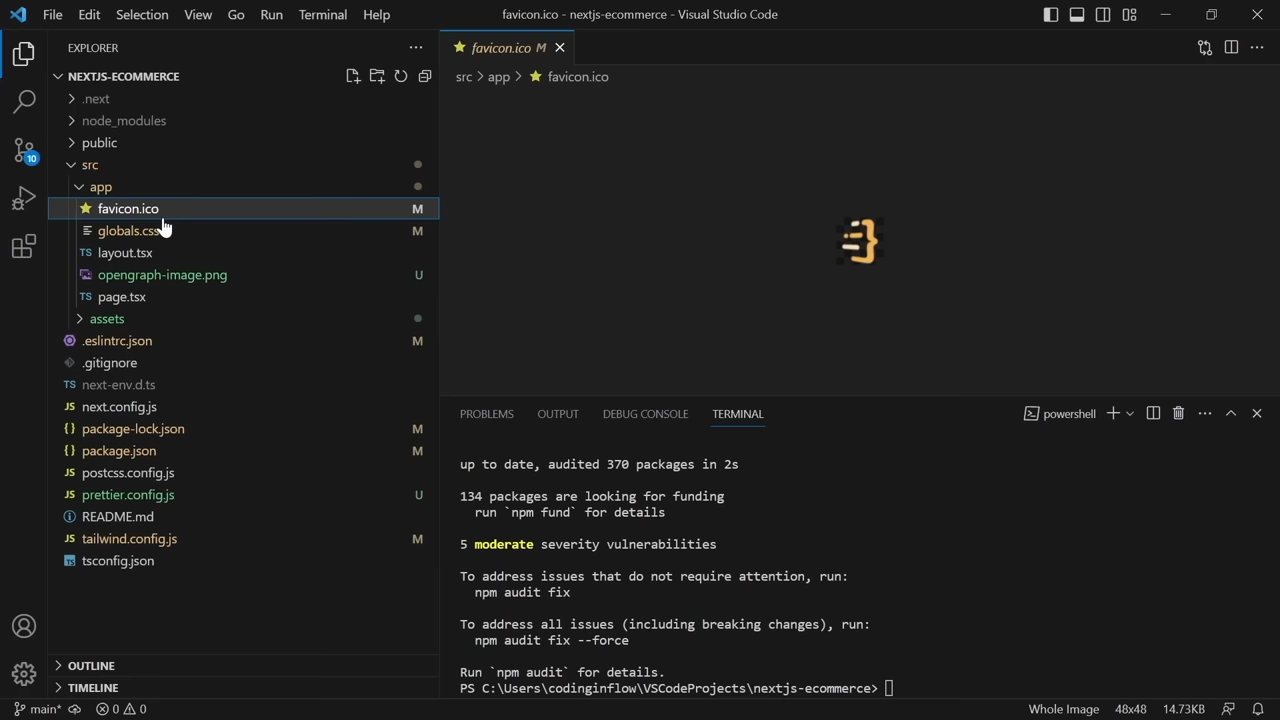 File Edit Selection View Go Run Terminal Help
favicon.ico - nextjs-ecommerce - Visual Studio Code
EXPLORER
NEXTJS-ECOMMERCE
.next
node_modules
public
src
app
favicon.ico M
globals.css M
layout.tsx
opengraph-image.png U
page.tsx
assets
.eslintrc.json M
.gitignore
next-env.d.ts
next.config.js
package-lock.json M
package.json M
postcss.config.js
prettier.config.js U
README.md
tailwind.config.js M
tsconfig.json
OUTLINE
TIMELINE
10
favicon.ico M
src > app > favicon.ico
PROBLEMS OUTPUT DEBUG CONSOLE TERMINAL
powershell
up to date, audited 370 packages in 2s
134 packages are looking for funding
run `npm fund` for details
5 moderate severity vulnerabilities
To address issues that do not require attention, run:
npm audit fix
To address all issues (including breaking changes), run:
npm audit fix --force
Run `npm audit` for details.
PS C:\Users\codinginflow\VSCodeProjects\nextjs-ecommerce>
main* 0 0
Whole Image 48x48 14.73KB